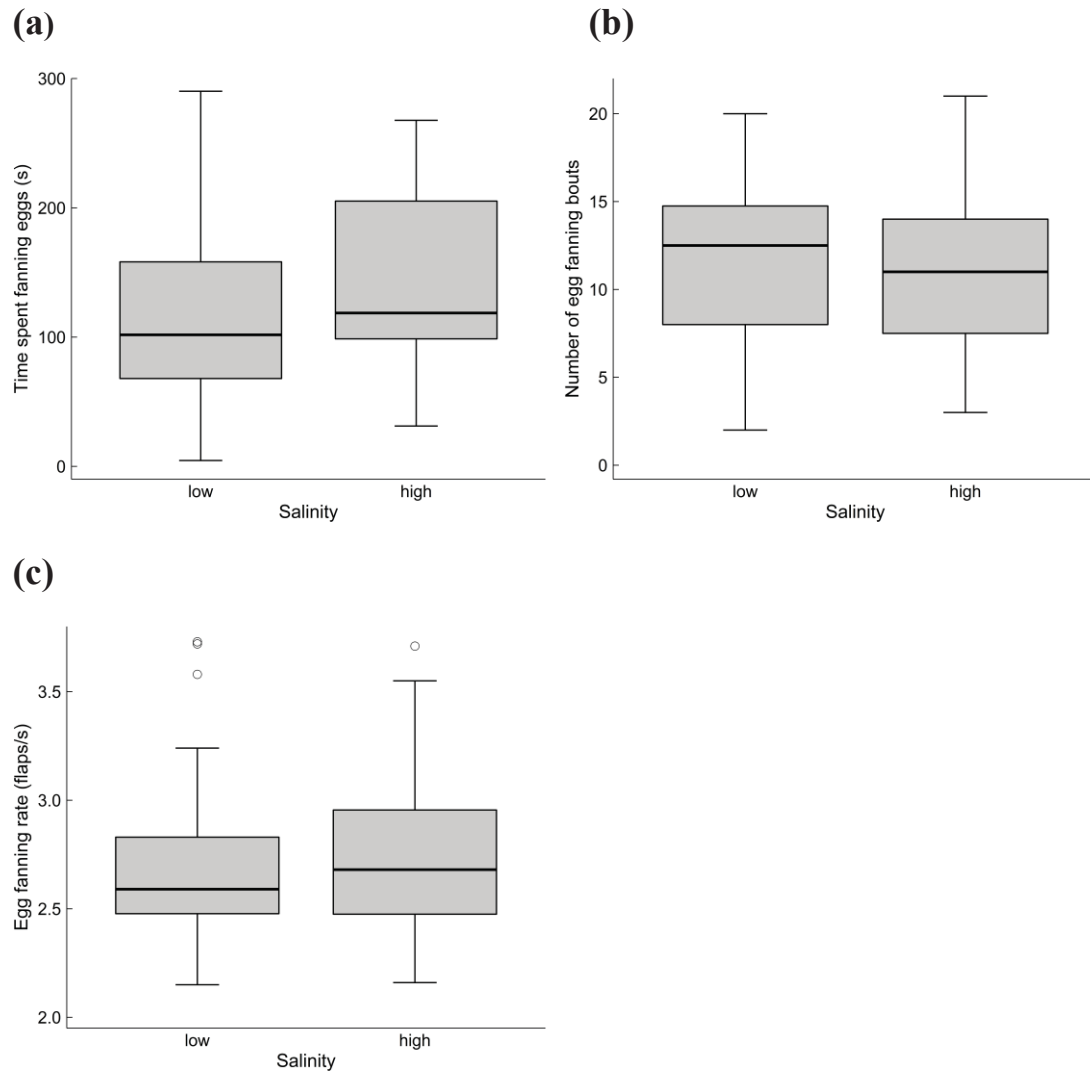 (a)
(b)
300
200
100
0
Time spent fanning eggs (s)
low
high
Salinity
20
15
10
5
0
Number of egg fanning bouts
low
high
Salinity
(c)
3.5
3.0
2.5
2.0
Egg fanning rate (flaps/s)
low
high
Salinity